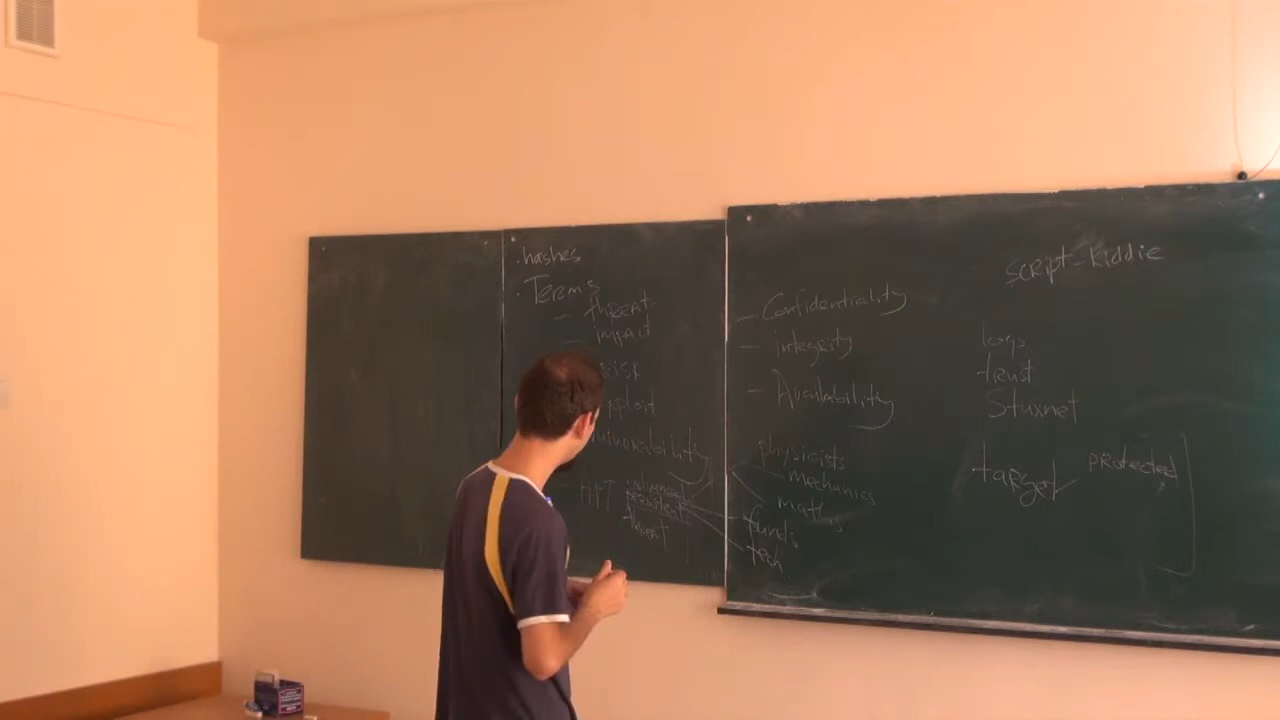 . hashes
. Terms
- threat
impact
risk
exploit
vulnerability
- APT advanced
persistent
threat
- Confidentiality
- integrity
- Availability
physicists
mechanics
maths
funds
tech
script-kiddie
logs
trust
Stuxnet
target
protected